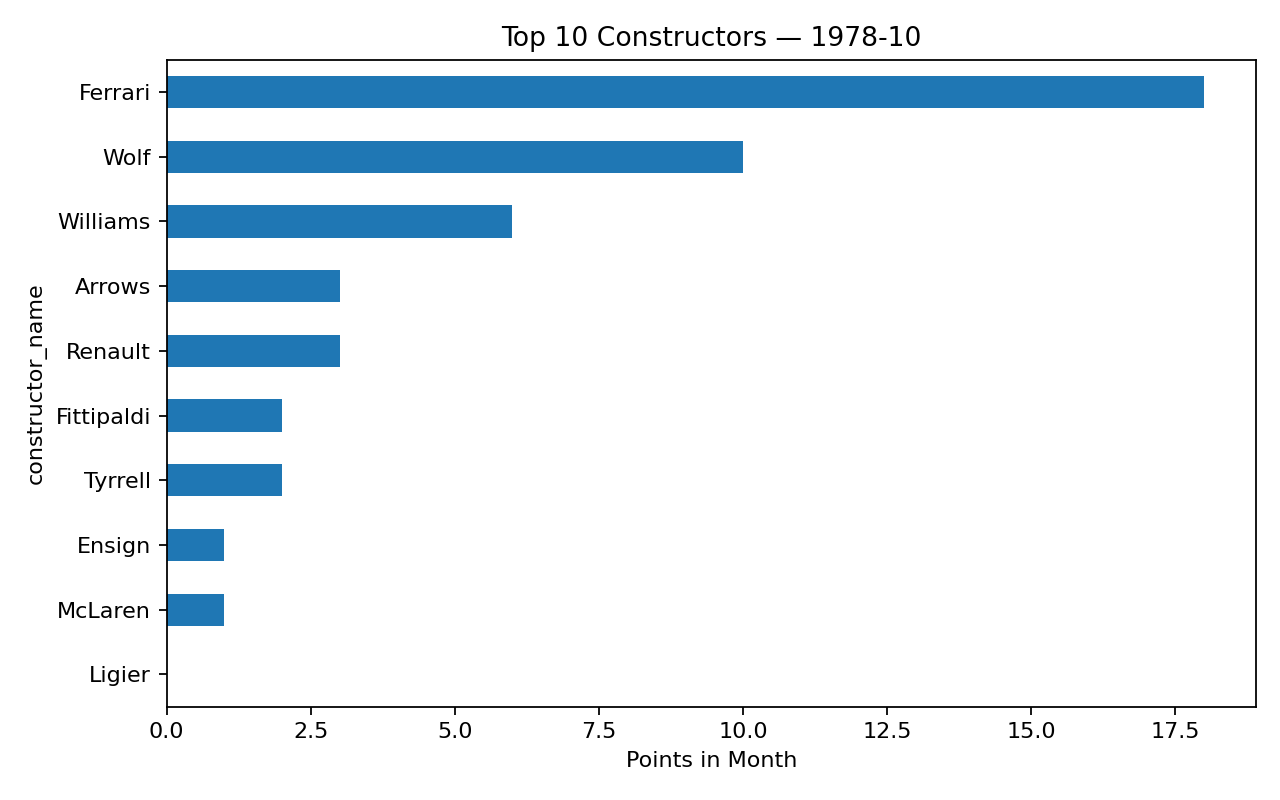 Top 10 Constructors — 1978-10
constructor_name
Ferrari
Wolf
Williams
Arrows
Renault
Fittipaldi
Tyrrell
Ensign
McLaren
Ligier
0.0 2.5 5.0 7.5 10.0 12.5 15.0 17.5
Points in Month